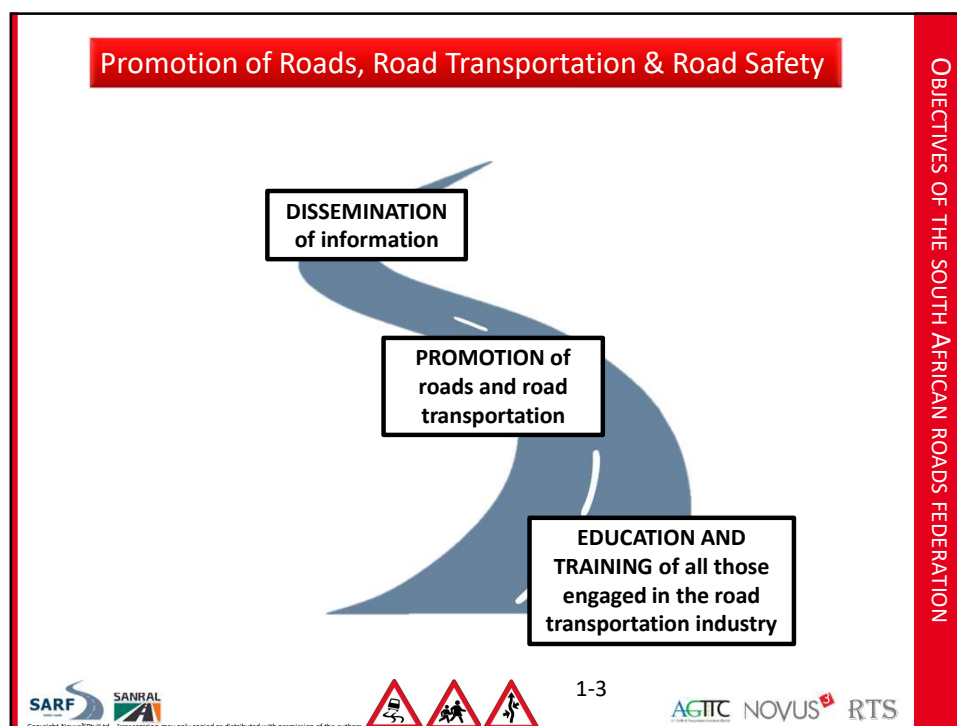 Promotion of Roads, Road Transportation & Road Safety
DISSEMINATION
of information
PROMOTION of
roads and road
transportation
EDUCATION AND
TRAINING of all those
engaged in the road
transportation industry
OBJECTIVES OF THE SOUTH AFRICAN ROADS FEDERATION
1-3
SARF
SANRAL
NOVUS3
RTS